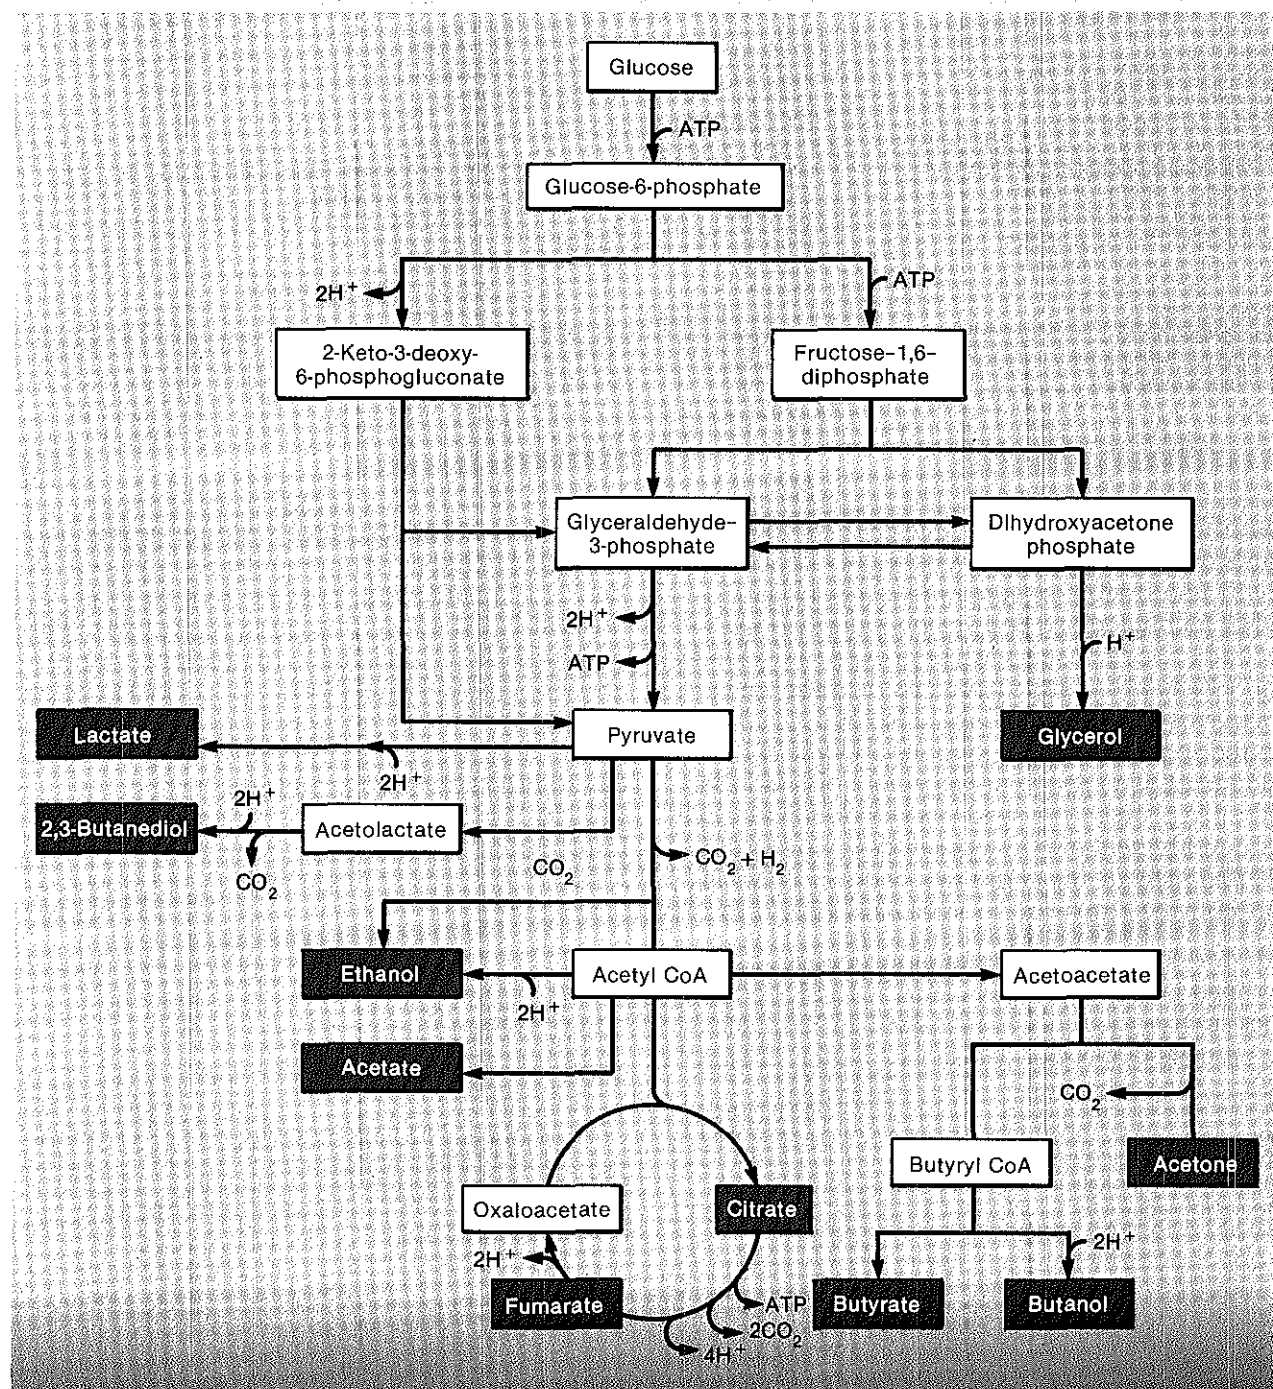 Glucose
ATP
Glucose-6-phosphate
2H+
ATP
2-Keto-3-deoxy-
6-phosphogluconate
Fructose-1,6-
diphosphate
Glyceraldehyde-
3-phosphate
Dihydroxyacetone
phosphate
2H+
ATP
H+
Lactate
Pyruvate
Glycerol
2H+
2H+
2,3-Butanediol
Acetolactate
CO2
CO2
CO2 + H2
Ethanol
Acetyl CoA
Acetoacetate
2H+
Acetate
CO2
Butyryl CoA
Acetone
Oxaloacetate
Citrate
2H+
2H+
Fumarate
ATP
2CO2
4H+
Butyrate
Butanol